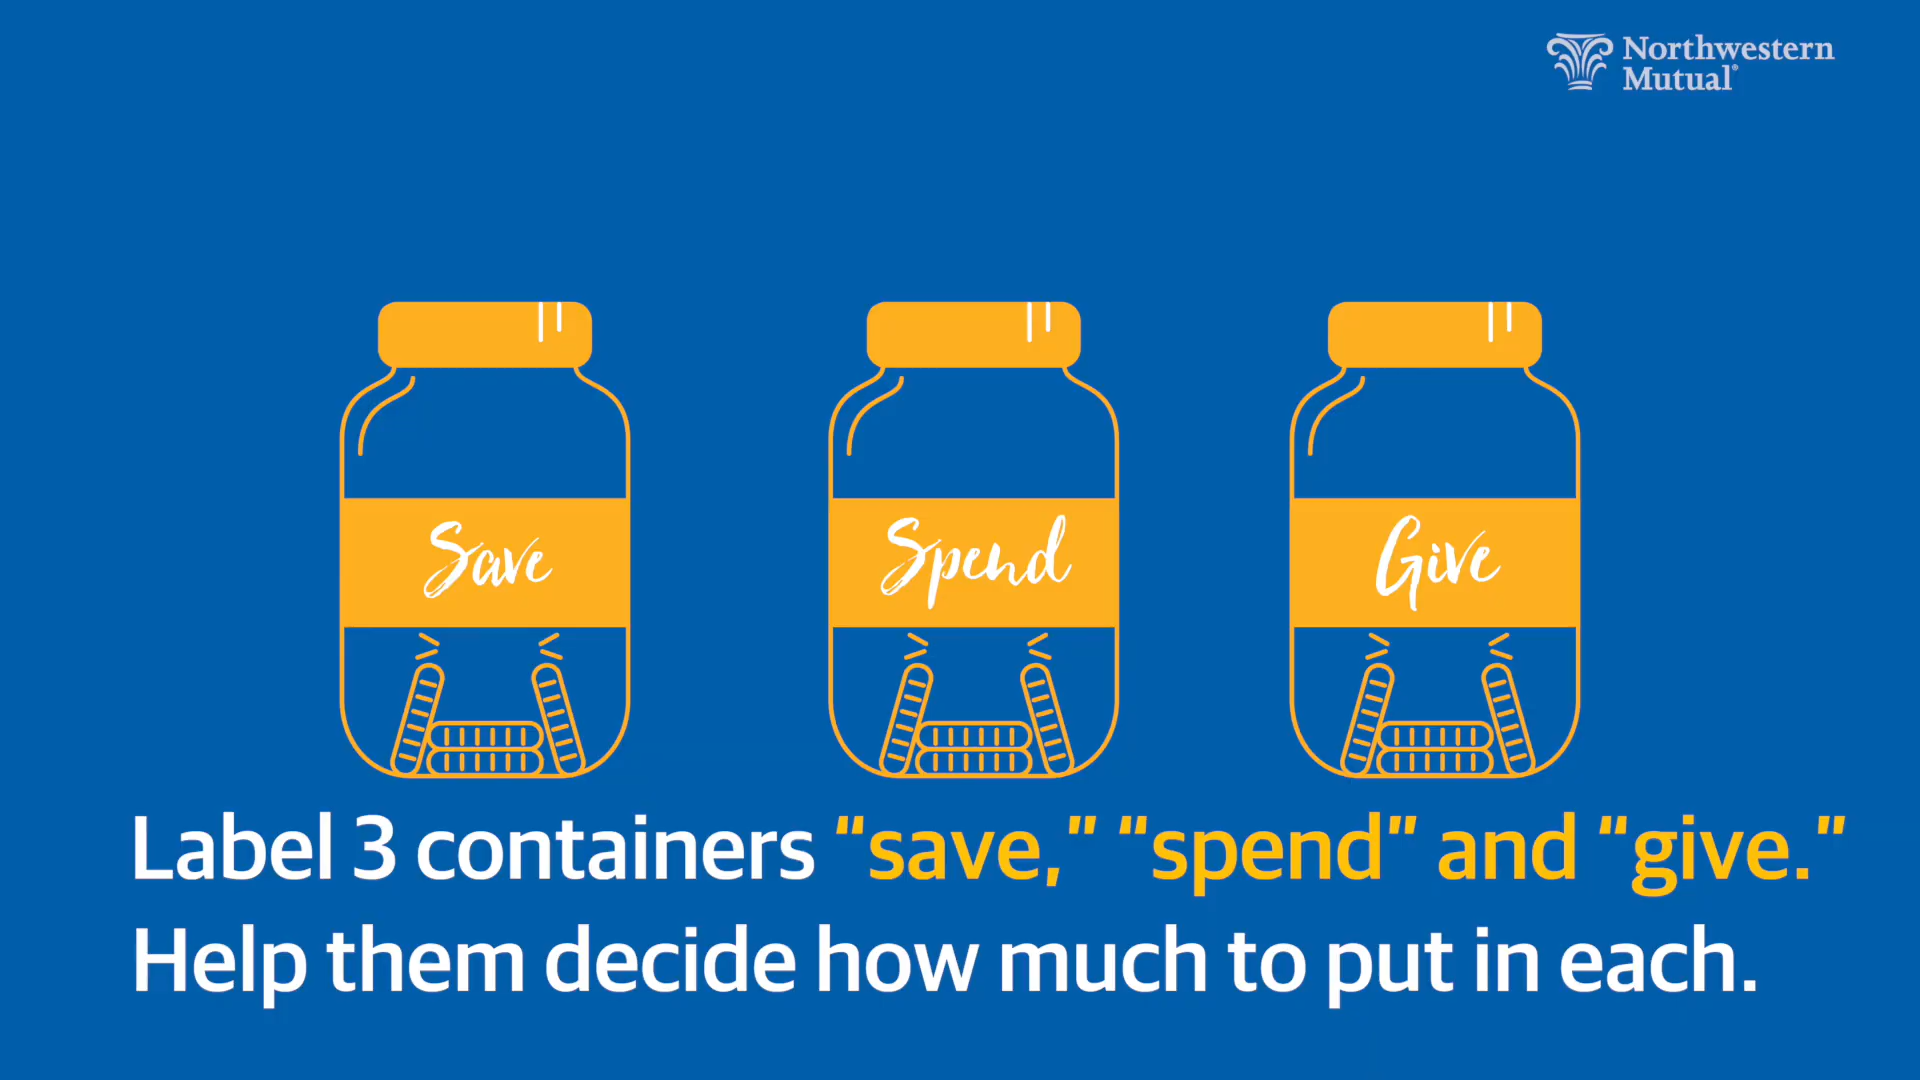 Northwestern
Mutual®
Save
Spend
Give
Label 3 containers “save,” “spend” and “give.”
Help them decide how much to put in each.